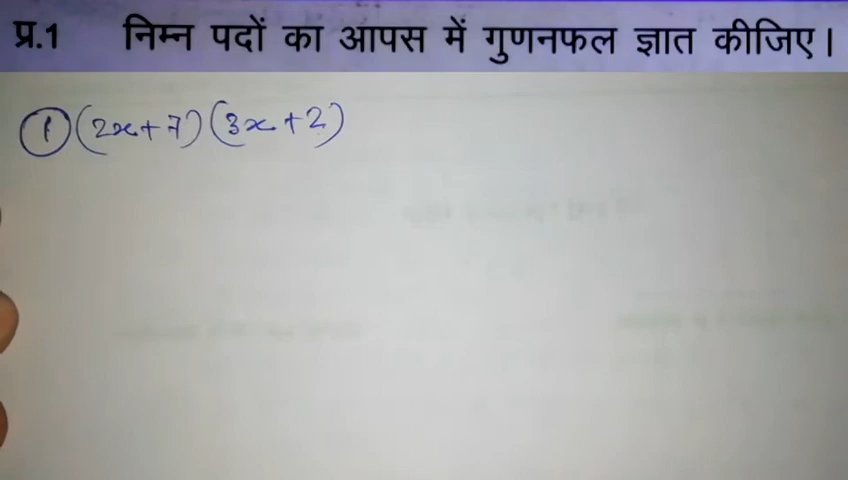 प्र.1 निम्न पदों का आपस में गुणनफल ज्ञात कीजिए।
① (2x+7)(3x+2)